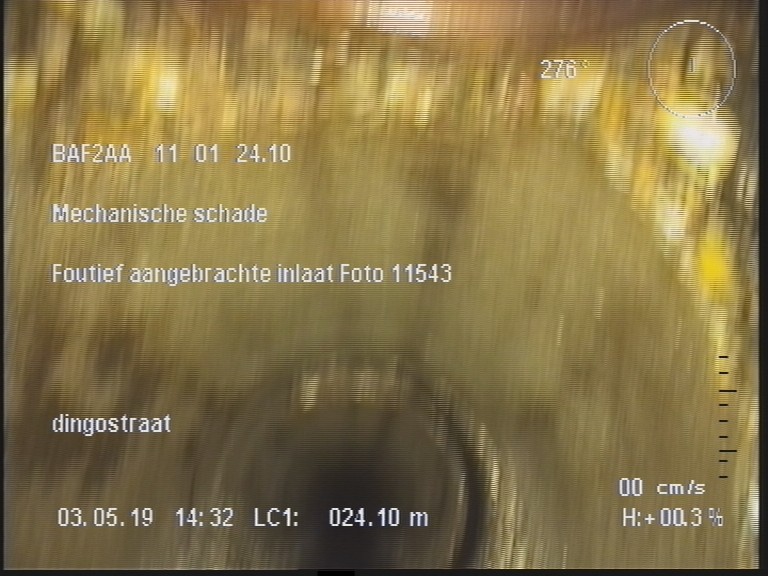 276°
BAF2AA 11 01 24.10
Mechanische schade
Foutief aangebrachte inlaat Foto 11543
dingostraat
00 cm/s
03.05.19 14:32 LC1: 024.10 m H:+00.3 %